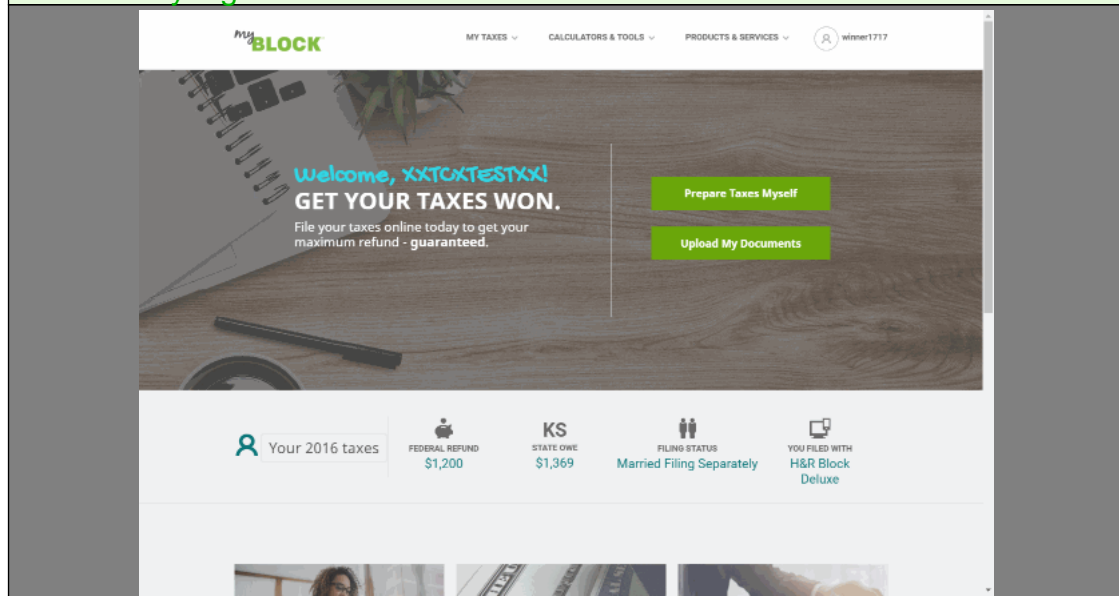 my BLOCK
MY TAXES
CALCULATORS & TOOLS
PRODUCTS & SERVICES
winner1717
Welcome, XXTCXTESTXX!
GET YOUR TAXES WON.
File your taxes online today to get your
maximum refund - guaranteed.
Prepare Taxes Myself
Upload My Documents
Your 2016 taxes
FEDERAL REFUND
$1,200
KS
STATE OWE
$1,369
FILING STATUS
Married Filing Separately
YOU FILED WITH
H&R Block
Deluxe